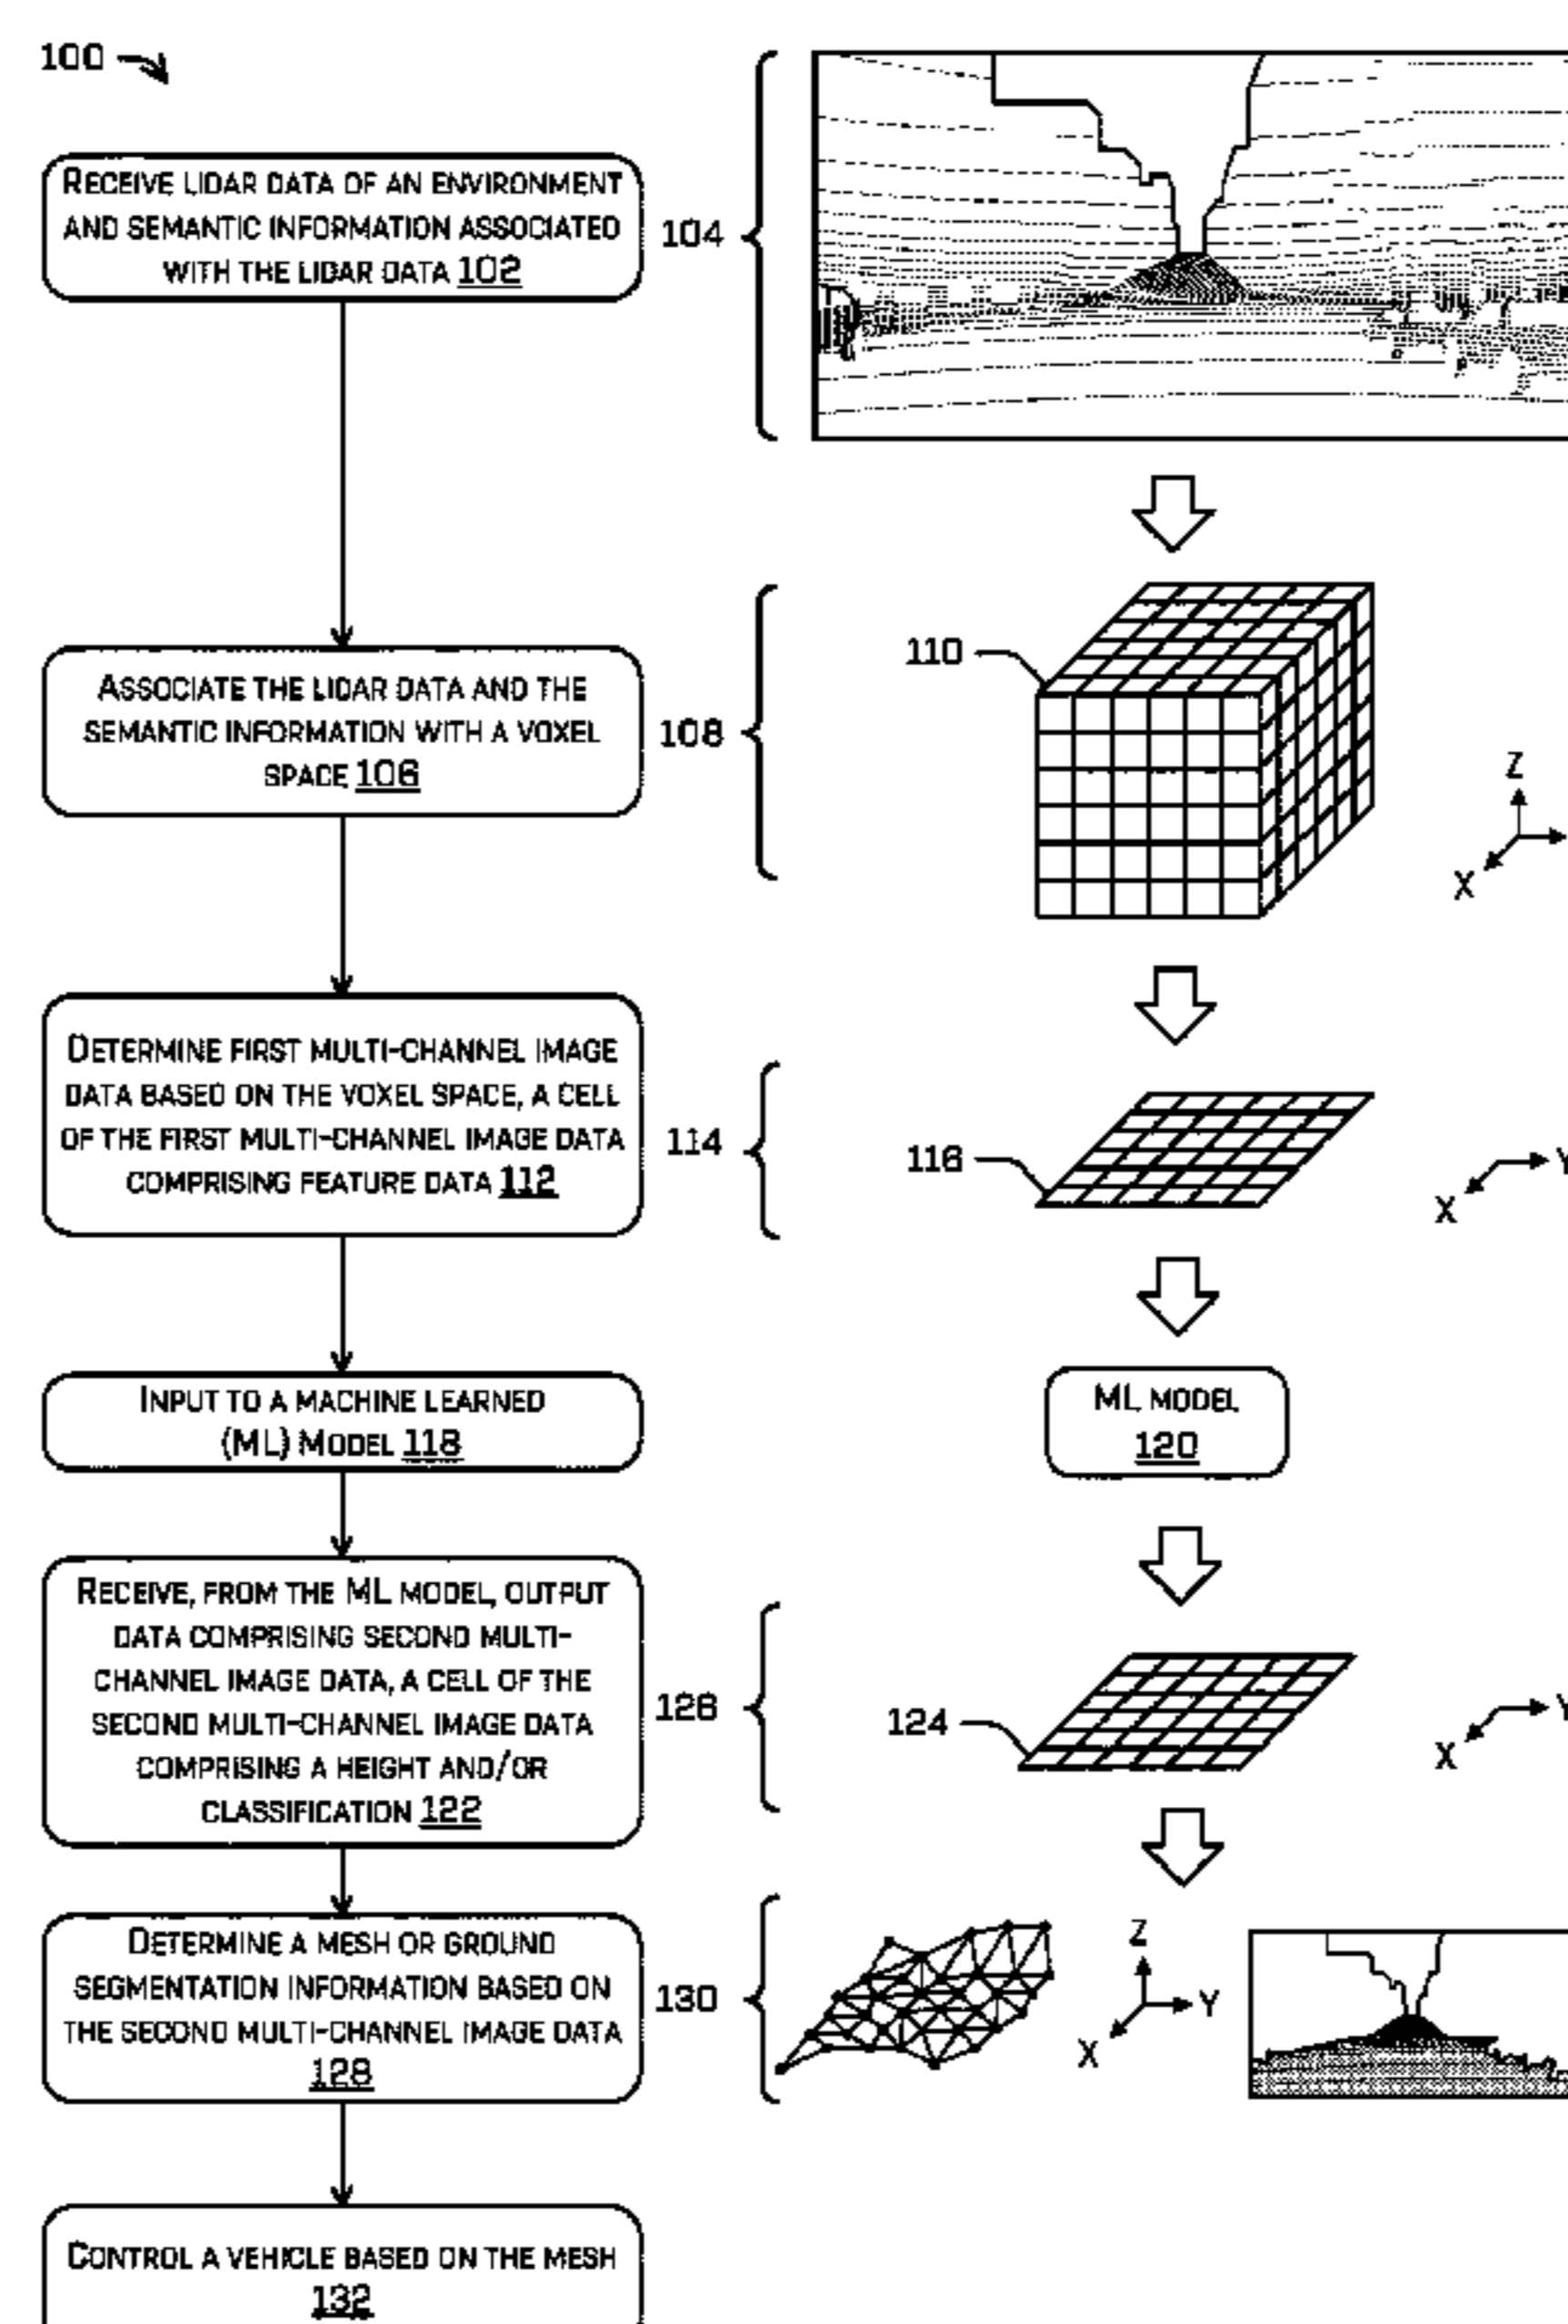 100
RECEIVE LIDAR DATA OF AN ENVIRONMENT
AND SEMANTIC INFORMATION ASSOCIATED
WITH THE LIDAR DATA 102
104
ASSOCIATE THE LIDAR DATA AND THE
SEMANTIC INFORMATION WITH A VOXEL
SPACE 106
108
110
Z
X
DETERMINE FIRST MULTI-CHANNEL IMAGE
DATA BASED ON THE VOXEL SPACE, A CELL
OF THE FIRST MULTI-CHANNEL IMAGE DATA
COMPRISING FEATURE DATA 112
114
116
Y
X
INPUT TO A MACHINE LEARNED
(ML) MODEL 118
ML MODEL
120
RECEIVE, FROM THE ML MODEL, OUTPUT
DATA COMPRISING SECOND MULTI-
CHANNEL IMAGE DATA, A CELL OF THE
SECOND MULTI-CHANNEL IMAGE DATA
COMPRISING A HEIGHT AND/OR
CLASSIFICATION 122
126
124
Y
X
DETERMINE A MESH OR GROUND
SEGMENTATION INFORMATION BASED ON
THE SECOND MULTI-CHANNEL IMAGE DATA
128
130
Z
Y
X
CONTROL A VEHICLE BASED ON THE MESH
132